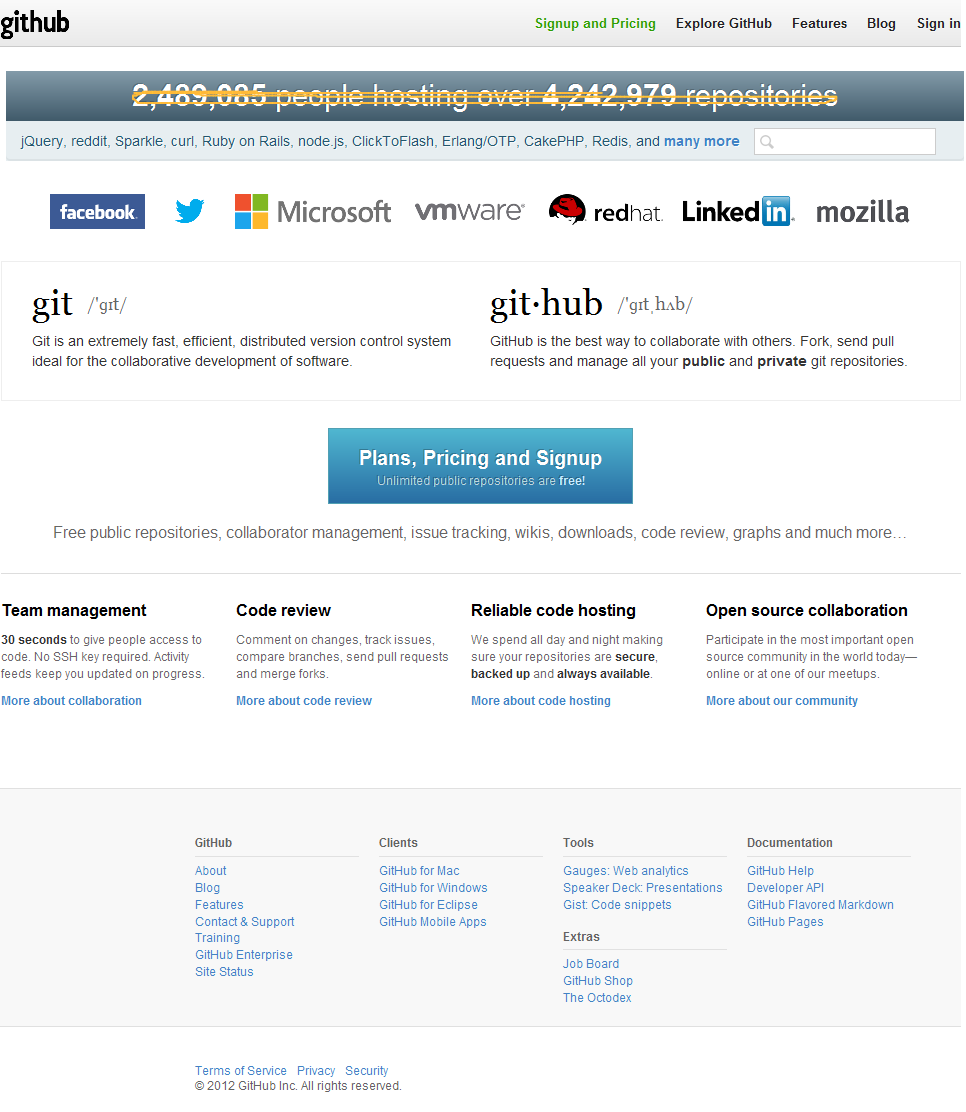 github
Signup and Pricing Explore GitHub Features Blog Sign in
2,489,085 people hosting over 4,242,979 repositories
jQuery, reddit, Sparkle, curl, Ruby on Rails, node.js, ClickToFlash, Erlang/OTP, CakePHP, Redis, and many more
facebook. Microsoft vmware redhat. Linked in mozilla
git /'gɪt/
Git is an extremely fast, efficient, distributed version control system
ideal for the collaborative development of software.
git·hub /'gɪtˌhʌb/
GitHub is the best way to collaborate with others. Fork, send pull
requests and manage all your public and private git repositories.
Plans, Pricing and Signup
Unlimited public repositories are free!
Free public repositories, collaborator management, issue tracking, wikis, downloads, code review, graphs and much more…
Team management
30 seconds to give people access to
code. No SSH key required. Activity
feeds keep you updated on progress.
More about collaboration
Code review
Comment on changes, track issues,
compare branches, send pull requests
and merge forks.
More about code review
Reliable code hosting
We spend all day and night making
sure your repositories are secure,
backed up and always available.
More about code hosting
Open source collaboration
Participate in the most important open
source community in the world today—
online or at one of our meetups.
More about our community
GitHub
About
Blog
Features
Contact & Support
Training
GitHub Enterprise
Site Status
Clients
GitHub for Mac
GitHub for Windows
GitHub for Eclipse
GitHub Mobile Apps
Tools
Gauges: Web analytics
Speaker Deck: Presentations
Gist: Code snippets
Extras
Job Board
GitHub Shop
The Octodex
Documentation
GitHub Help
Developer API
GitHub Flavored Markdown
GitHub Pages
Terms of Service Privacy Security
© 2012 GitHub Inc. All rights reserved.